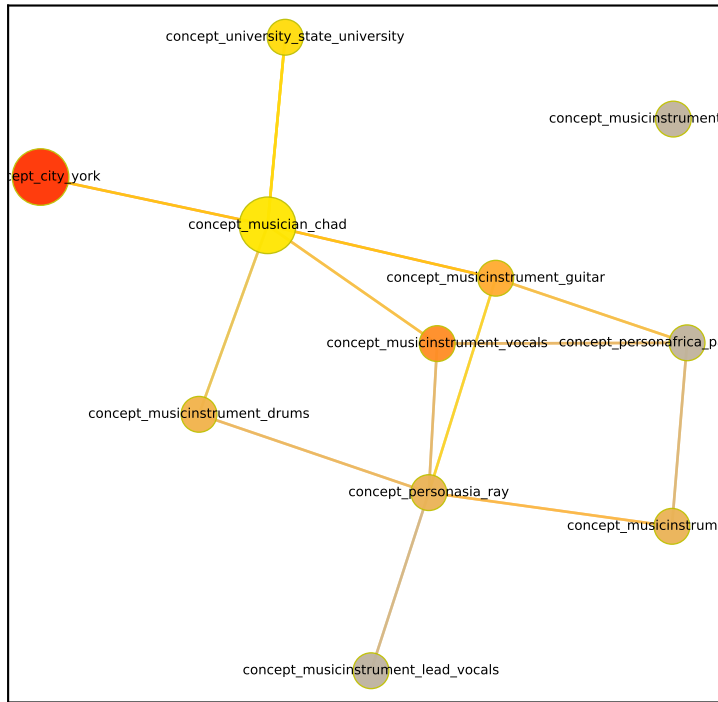 concept_university_state_university
concept_musicinstrument
cept_city_york
concept_musician_chad
concept_musicinstrument_guitar
concept_musicinstrument_vocals
concept_personafrica_p
concept_musicinstrument_drums
concept_personasia_ray
concept_musicinstrum
concept_musicinstrument_lead_vocals